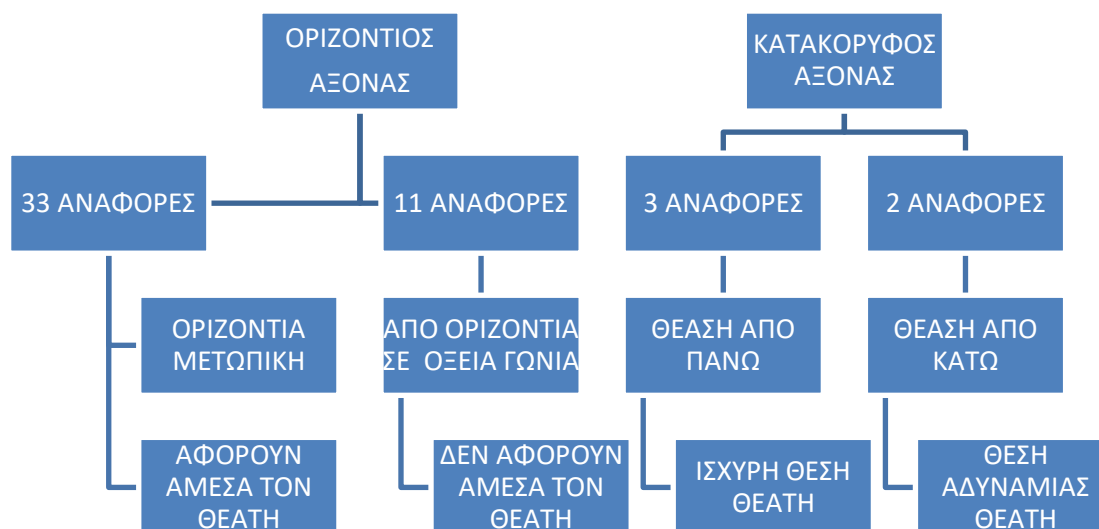 ΟΡΙΖΟΝΤΙΟΣ
ΑΞΟΝΑΣ
ΚΑΤΑΚΟΡΥΦΟΣ
ΑΞΟΝΑΣ
33 ΑΝΑΦΟΡΕΣ
11 ΑΝΑΦΟΡΕΣ
3 ΑΝΑΦΟΡΕΣ
2 ΑΝΑΦΟΡΕΣ
ΟΡΙΖΟΝΤΙΑ
ΜΕΤΩΠΙΚΗ
ΑΠΟ ΟΡΙΖΟΝΤΙΑ
ΣΕ ΟΞΕΙΑ ΓΩΝΙΑ
ΘΕΑΣΗ ΑΠΟ
ΠΑΝΩ
ΘΕΑΣΗ ΑΠΟ
ΚΑΤΩ
ΑΦΟΡΟΥΝ
ΑΜΕΣΑ ΤΟΝ
ΘΕΑΤΗ
ΔΕΝ ΑΦΟΡΟΥΝ
ΑΜΕΣΑ ΤΟΝ
ΘΕΑΤΗ
ΙΣΧΥΡΗ ΘΕΣΗ
ΘΕΑΤΗ
ΘΕΣΗ
ΑΔΥΝΑΜΙΑΣ
ΘΕΑΤΗ